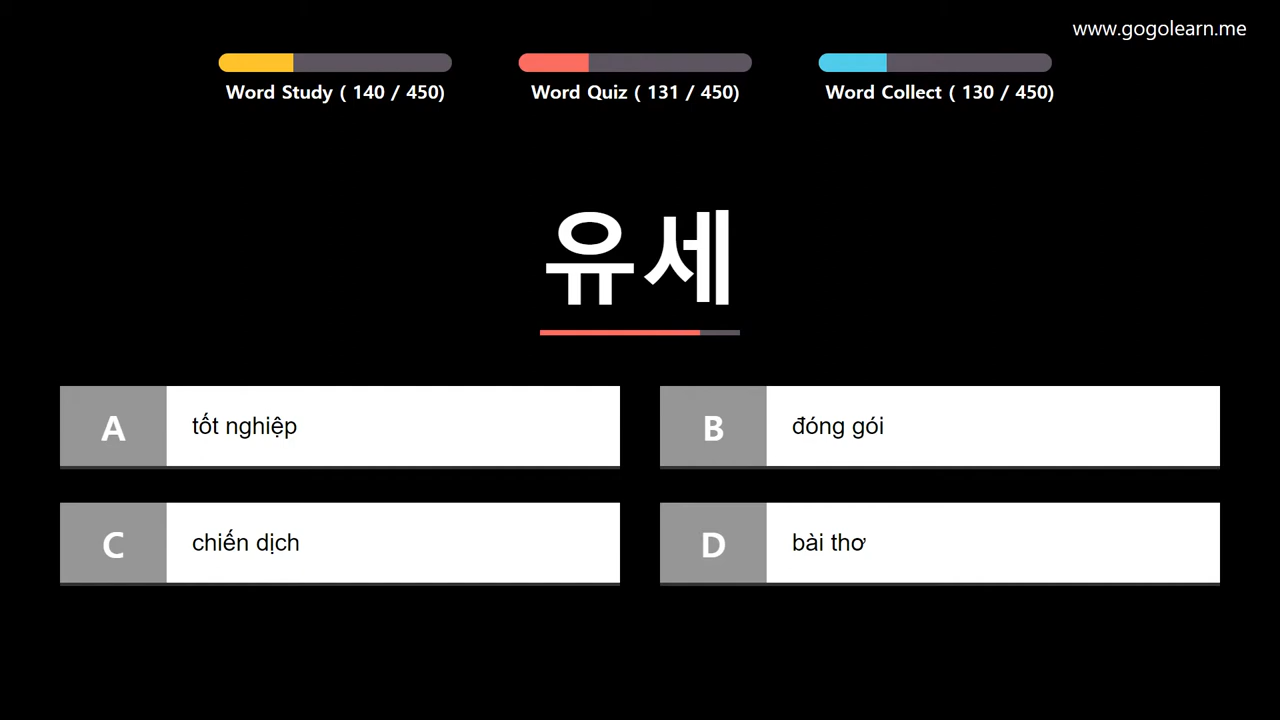 www.gogolearn.me
Word Study ( 140 / 450)
Word Quiz ( 131 / 450)
Word Collect ( 130 / 450)
유세
A tốt nghiệp
B đóng gói
C chiến dịch
D bài thơ